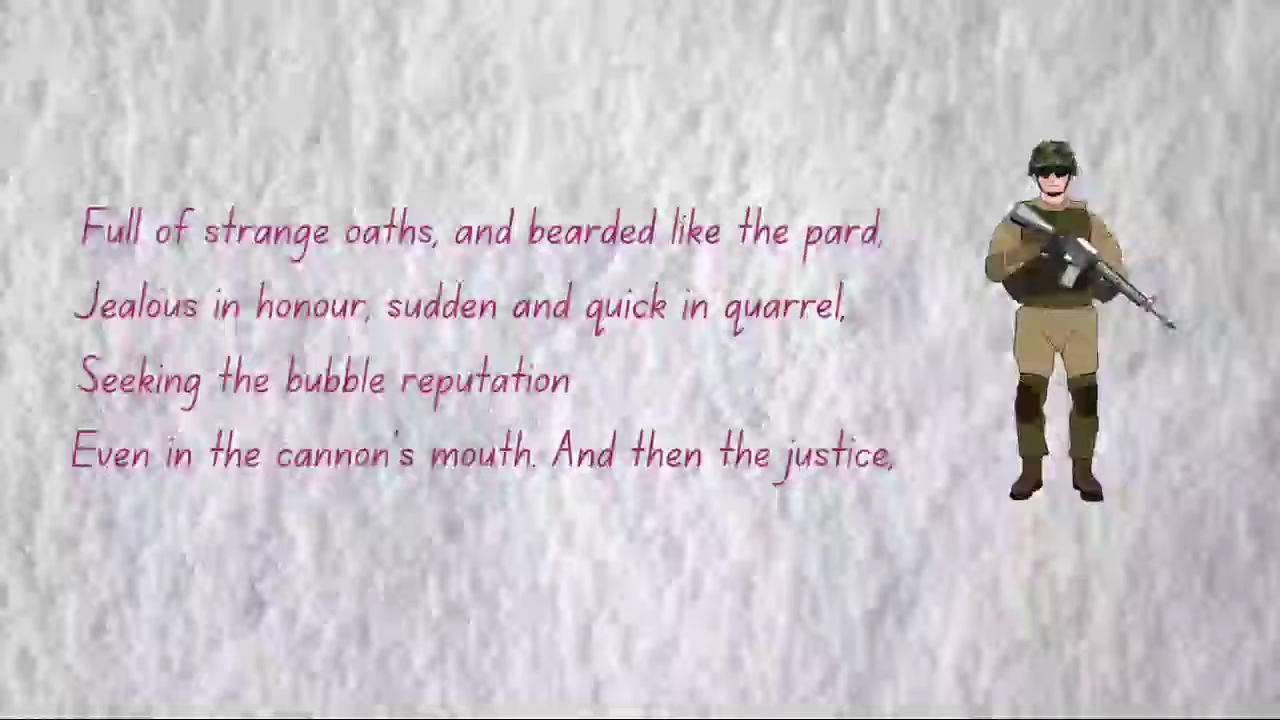 Full of strange oaths, and bearded like the pard,
Jealous in honour, sudden and quick in quarrel,
Seeking the bubble reputation
Even in the cannon's mouth. And then the justice,